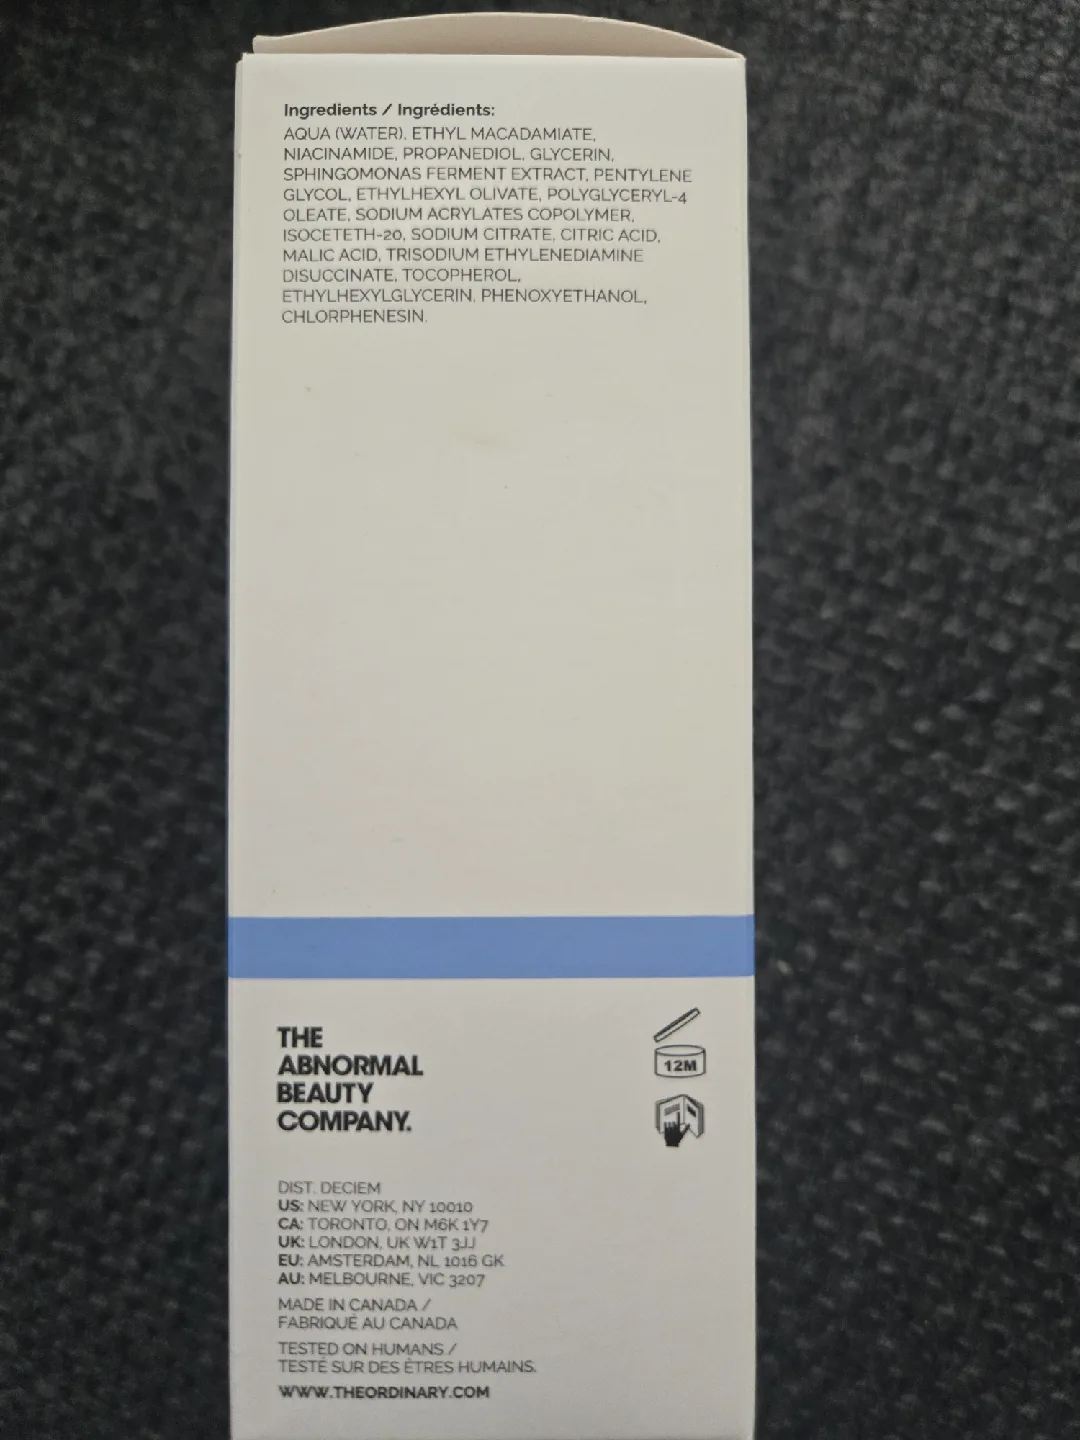 Ingredients / Ingrédients:
AQUA (WATER), ETHYL MACADAMIATE,
NIACINAMIDE, PROPANEDIOL, GLYCERIN,
SPHINGOMONAS FERMENT EXTRACT, PENTYLENE
GLYCOL, ETHYLHEXYL OLIVATE, POLYGLYCERYL-4
OLEATE, SODIUM ACRYLATES COPOLYMER,
ISOCETETH-20, SODIUM CITRATE, CITRIC ACID,
MALIC ACID, TRISODIUM ETHYLENEDIAMINE
DISUCCINATE, TOCOPHEROL,
ETHYLHEXYLGLYCERIN, PHENOXYETHANOL,
CHLORPHENESIN.
THE
ABNORMAL
BEAUTY
COMPANY.
12M
DIST. DECIEM
US: NEW YORK, NY 10010
CA: TORONTO, ON M6K 1Y7
UK: LONDON, UK W1T 3JJ
EU: AMSTERDAM, NL 1016 GK
AU: MELBOURNE, VIC 3207
MADE IN CANADA /
FABRIQUÉ AU CANADA
TESTED ON HUMANS /
TESTÉ SUR DES ÊTRES HUMAINS.
WWW.THEORDINARY.COM